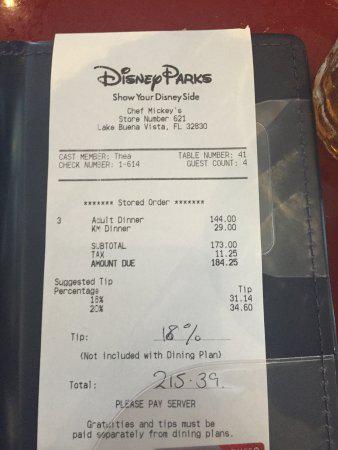 Disney Parks
Show Your Disney Side
Chef Mickey's
Store Number 621
Lake Buena Vista, FL 32830
CAST MEMBER: Thea TABLE NUMBER: 41
CHECK NUMBER: 1-614 GUEST COUNT: 4
******* Stored Order *******
3 Adult Dinner 144.00
KM Dinner 29.00
SUBTOTAL 173.00
TAX 11.25
AMOUNT DUE 184.25
Suggested Tip
Percentage Tip
18% 31.14
20% 34.60
Tip: 18%
(Not included with Dining Plan)
Total: 215.39.
PLEASE PAY SERVER
Gratuities and tips must be
paid separately from dining plans.